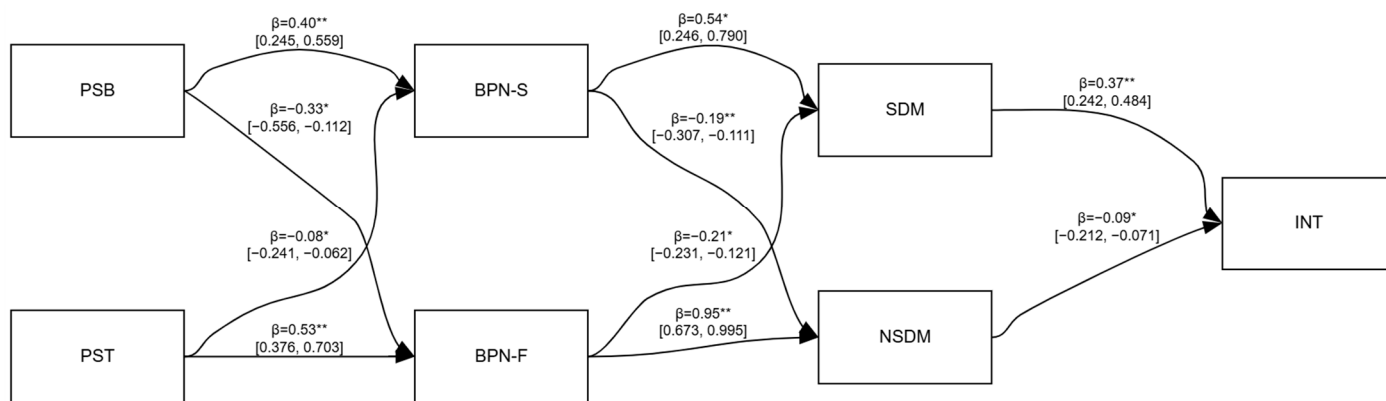 β=0.40**
[0.245, 0.559]
β=0.54*
[0.246, 0.790]
PSB
BPN-S
SDM
β=0.37**
[0.242, 0.484]
β=−0.33*
[-0.556, -0.112]
β=−0.19**
[-0.307, -0.111]
INT
β=−0.08*
[−0.241, −0.062]
β=−0.21*
[−0.231, −0.121]
β=−0.09*
[−0.212, −0.071]
β=0.53**
[0.376, 0.703]
β=0.95**
[0.673, 0.995]
PST
BPN-F
NSDM